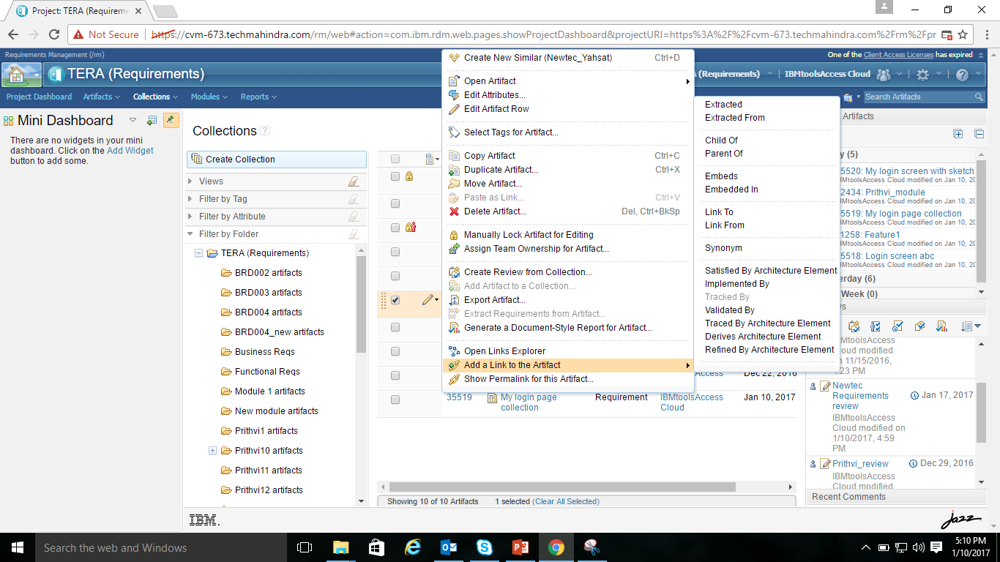 Project: TERA (Requirem
Not Secure
https://cvm-673.techmahindra.com/rm/web#action=com.ibm.rdm.web.pages.showProjectDashboard&projectURI=https%3A%2F%2Fcvm-673.techmahindra.com%2Frm%2Fpr
Requirements Management (/rm)
One of the Client Access Licenses has expired
TERA (Requirements)
(Requirements)
IBMtoolsAccess Cloud
Project Dashboard
Artifacts
Collections
Modules
Reports
Search Artifacts
Mini Dashboard
There are no widgets in your mini
dashboard. Click on the Add Widget
button to add some.
Collections
Create Collection
Views
Filter by Tag
Filter by Attribute
Filter by Folder
TERA (Requirements)
BRD002 artifacts
BRD003 artifacts
BRD004 artifacts
BRD004_new artifacts
Business Reqs
Functional Reqs
Module 1 artifacts
New module artifacts
Prithvi1 artifacts
Prithvi10 artifacts
Prithvi11 artifacts
Prithvi12 artifacts
Create New Similar (Newtec_Yahsat) Ctrl+D
Open Artifact
Edit Attributes...
Edit Artifact Row
Select Tags for Artifact...
Copy Artifact Ctrl+C
Duplicate Artifact... Ctrl+X
Move Artifact...
Paste as Link... Ctrl+V
Delete Artifact... Del, Ctrl+BkSp
Manually Lock Artifact for Editing
Assign Team Ownership for Artifact...
Create Review from Collection...
Add Artifact to a Collection...
Export Artifact...
Extract Requirements from Artifact...
Generate a Document-Style Report for Artifact...
Open Links Explorer
Add a Link to the Artifact
Show Permalink for this Artifact...
Extracted
Extracted From
Child Of
Parent Of
Embeds
Embedded In
Link To
Link From
Synonym
Satisfied By Architecture Element
Implemented By
Tracked By
Validated By
Traced By Architecture Element
Derives Architecture Element
Refined By Architecture Element
Access Dec 22, 2016
35519 My login page Requirement IBMtoolsAccess Jan 10, 2017
collection Cloud
Showing 10 of 10 Artifacts 1 selected (Clear All Selected)
Artifacts
y (5)
5520: My login screen with sketch
BMtoolsAccess Cloud modified on Jan 10, 20
2434: Prithvi_module
BMtoolsAccess Cloud modified on Jan 10, 20
5519: My login page collection
BMtoolsAccess Cloud modified on Jan 10, 20
1258: Feature1
BMtoolsAccess Cloud modified on Jan 10, 20
5518: Login screen abc
BMtoolsAccess Cloud modified on Jan 10, 20
erday (6)
Week (0)
ws
IBMtoolsAccess
Cloud modified
on 11/15/2016,
1:23 PM
Newtec Jan 17, 2017
Requirements
review
IBMtoolsAccess
Cloud modified on
1/10/2017, 4:59
PM
Prithvi_review Dec 29, 2016
IBMtoolsAccess
Cloud modified
Recent Comments
IBM.
jazz
Search the web and Windows
5:10 PM
1/10/2017